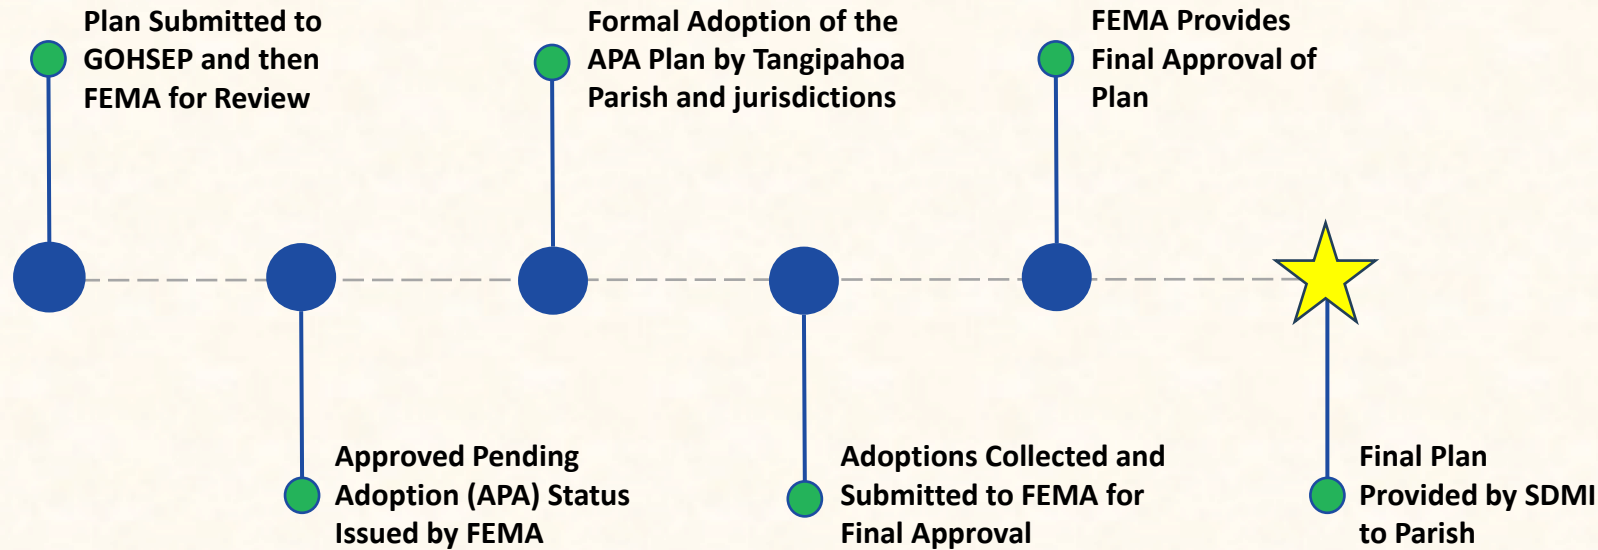 Plan Submitted to
GOHSEP and then
FEMA for Review
Approved Pending
Adoption (APA) Status
Issued by FEMA
Formal Adoption of the
APA Plan by Tangipahoa
Parish and jurisdictions
Adoptions Collected and
Submitted to FEMA for
Final Approval
FEMA Provides
Final Approval of
Plan
Final Plan
Provided by SDMI
to Parish